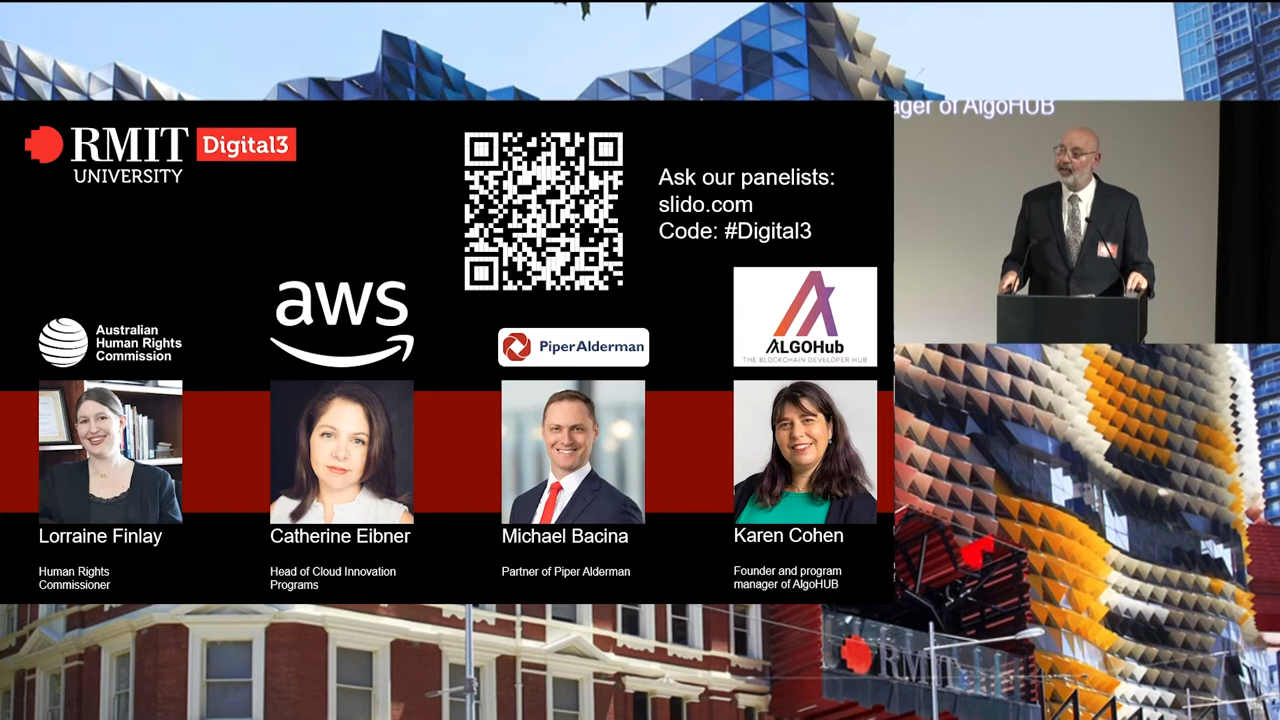 ager of AlgoHUB
RMIT
UNIVERSITY
Digital3
Ask our panelists:
slido.com
Code: #Digital3
Australian
Human Rights
Commission
aws
PiperAlderman
ALGOHub
THE BLOCKCHAIN DEVELOPER HUB
Lorraine Finlay
Human Rights
Commissioner
Catherine Eibner
Head of Cloud Innovation
Programs
Michael Bacina
Partner of Piper Alderman
Karen Cohen
Founder and program
manager of AlgoHUB
RMIT